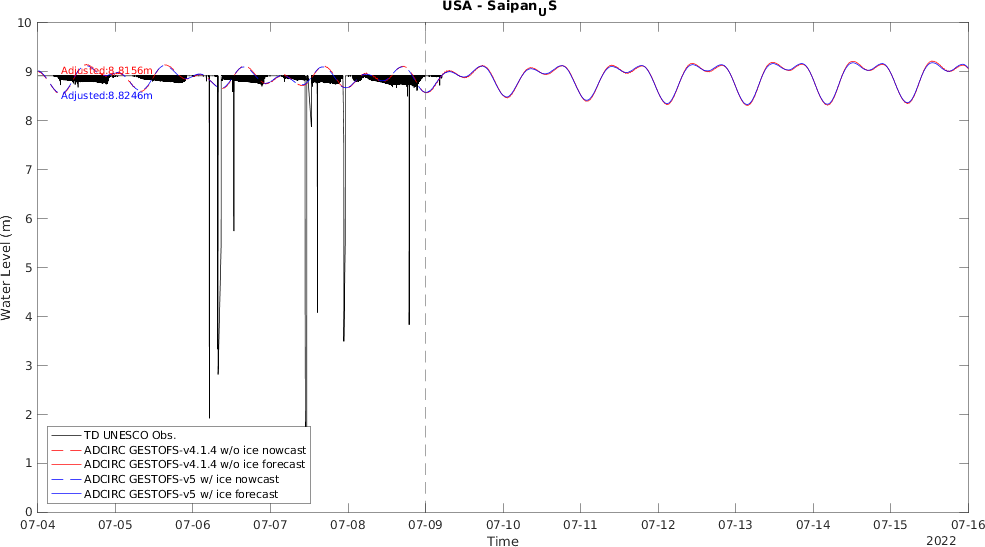 USA - Saipan_US
10
9
8
7
6
5
4
3
2
1
0
Water Level (m)
Adjusted:8.8156m
Adjusted:8.8246m
TD UNESCO Obs.
ADCIRC GESTOFS-v4.1.4 w/o ice nowcast
ADCIRC GESTOFS-v4.1.4 w/o ice forecast
ADCIRC GESTOFS-v5 w/ ice nowcast
ADCIRC GESTOFS-v5 w/ ice forecast
07-04 07-05 07-06 07-07 07-08 07-09 07-10 07-11 07-12 07-13 07-14 07-15 07-16
Time
2022